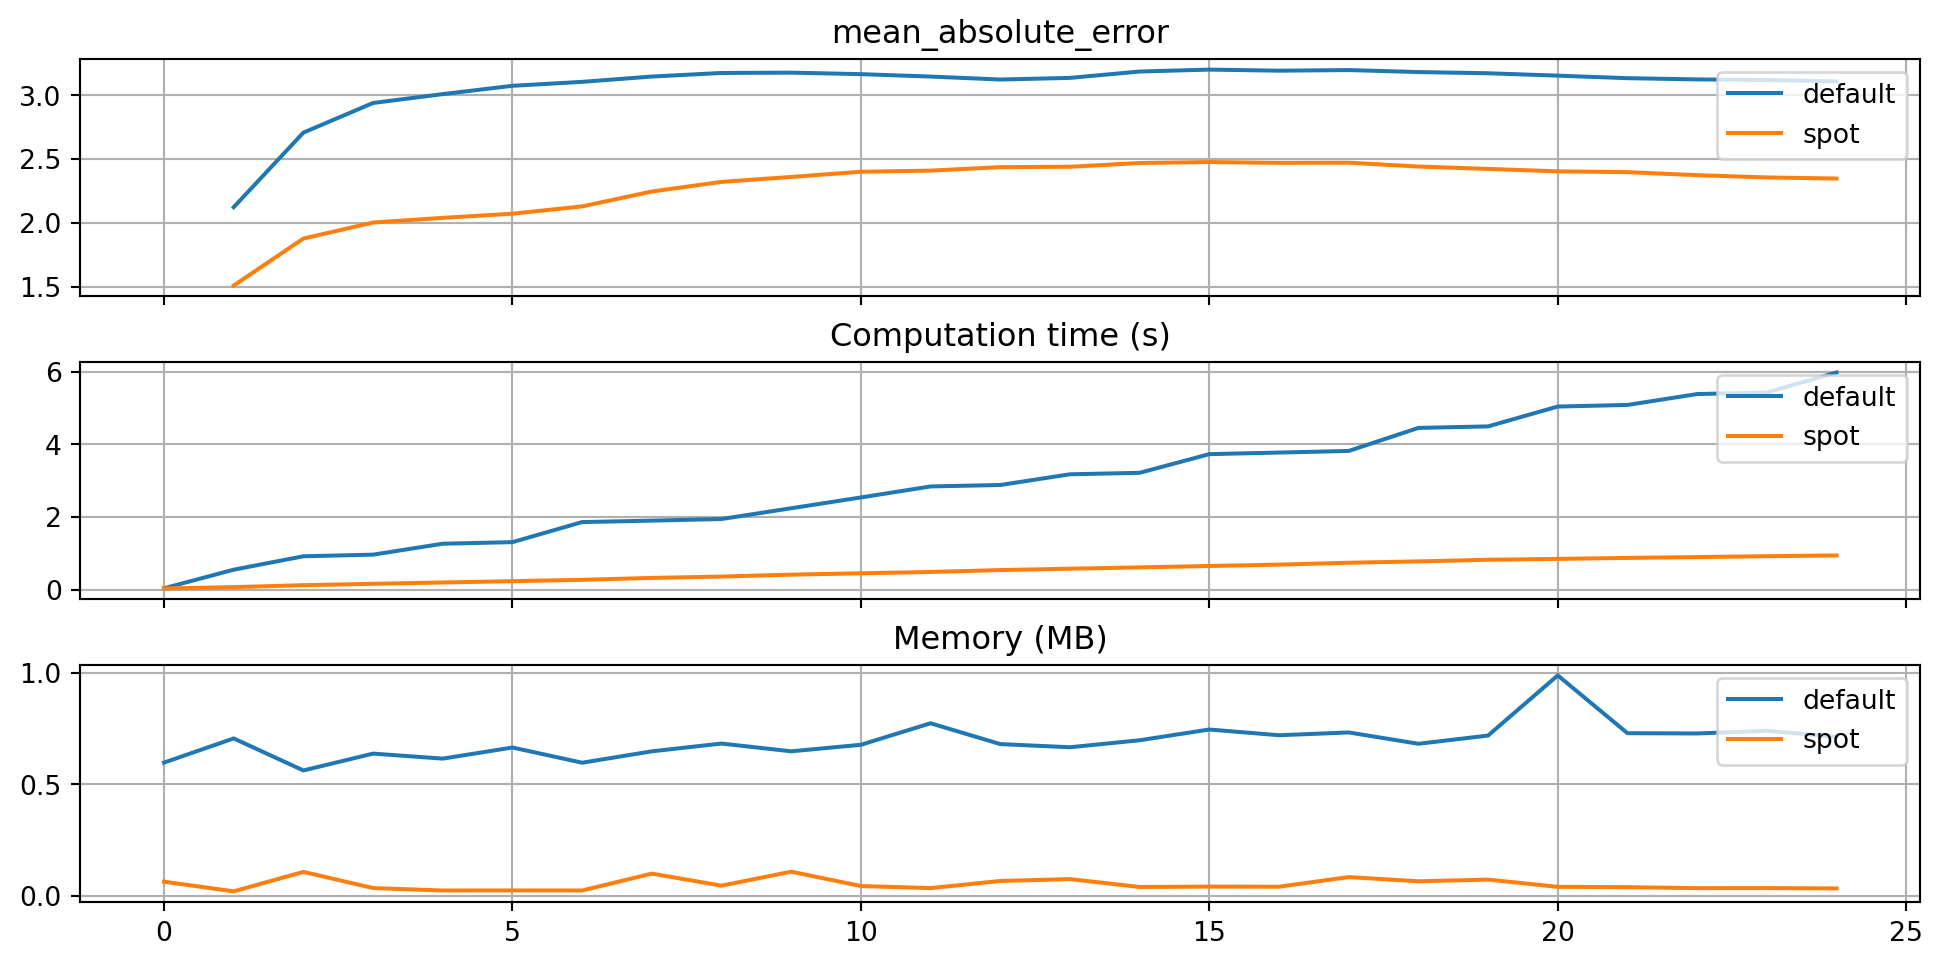 mean_absolute_error
3.0
2.5
2.0
1.5
default
spot
Computation time (s)
6
4
2
0
default
spot
Memory (MB)
1.0
0.5
0.0
default
spot
0 5 10 15 20 25